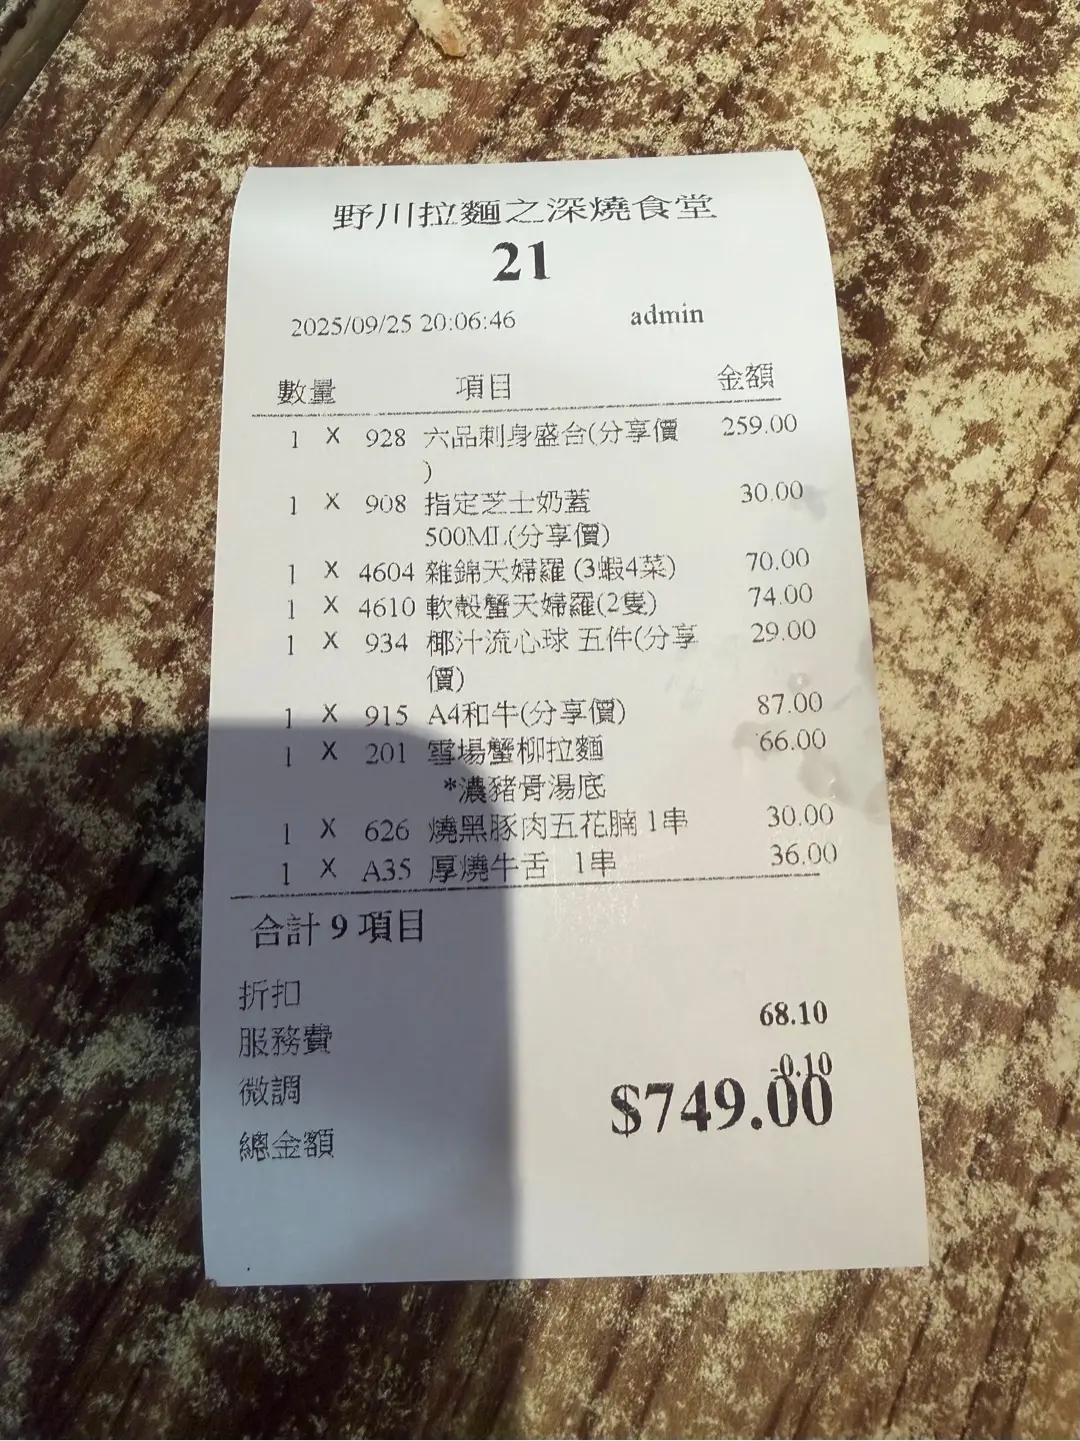 野川拉麵之深燒食堂
21
2025/09/25 20:06:46 admin
數量 項目 金額
1 X 928 六品刺身盛合(分享價 259.00
)
1 X 908 指定芝士奶蓋 30.00
500ML(分享價)
1 X 4604 雜錦天婦羅 (3蝦4菜) 70.00
1 X 4610 軟殼蟹天婦羅(2隻) 74.00
1 X 934 椰汁流心球 五件(分享 29.00
價)
1 X 915 A4和牛(分享價) 87.00
1 X 201 雪場蟹柳拉麵 66.00
*濃豬骨湯底
1 X 626 燒黑豚肉五花腩 1串 30.00
1 X A35 厚燒牛舌 1串 36.00
合計 9 項目
折扣
服務費 68.10
微調 -0.10
總金額 $749.00